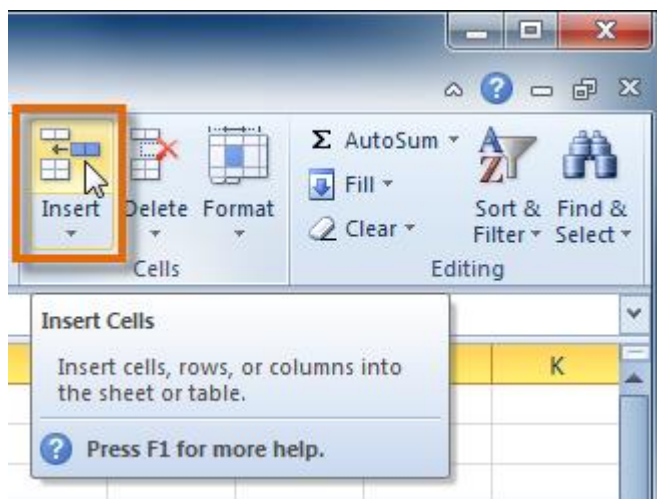 Σ AutoSum
Fill
Clear
Insert Delete Format
Sort & Filter
Find & Select
Cells
Editing
Insert Cells
Insert cells, rows, or columns into
the sheet or table.
Press F1 for more help.
K